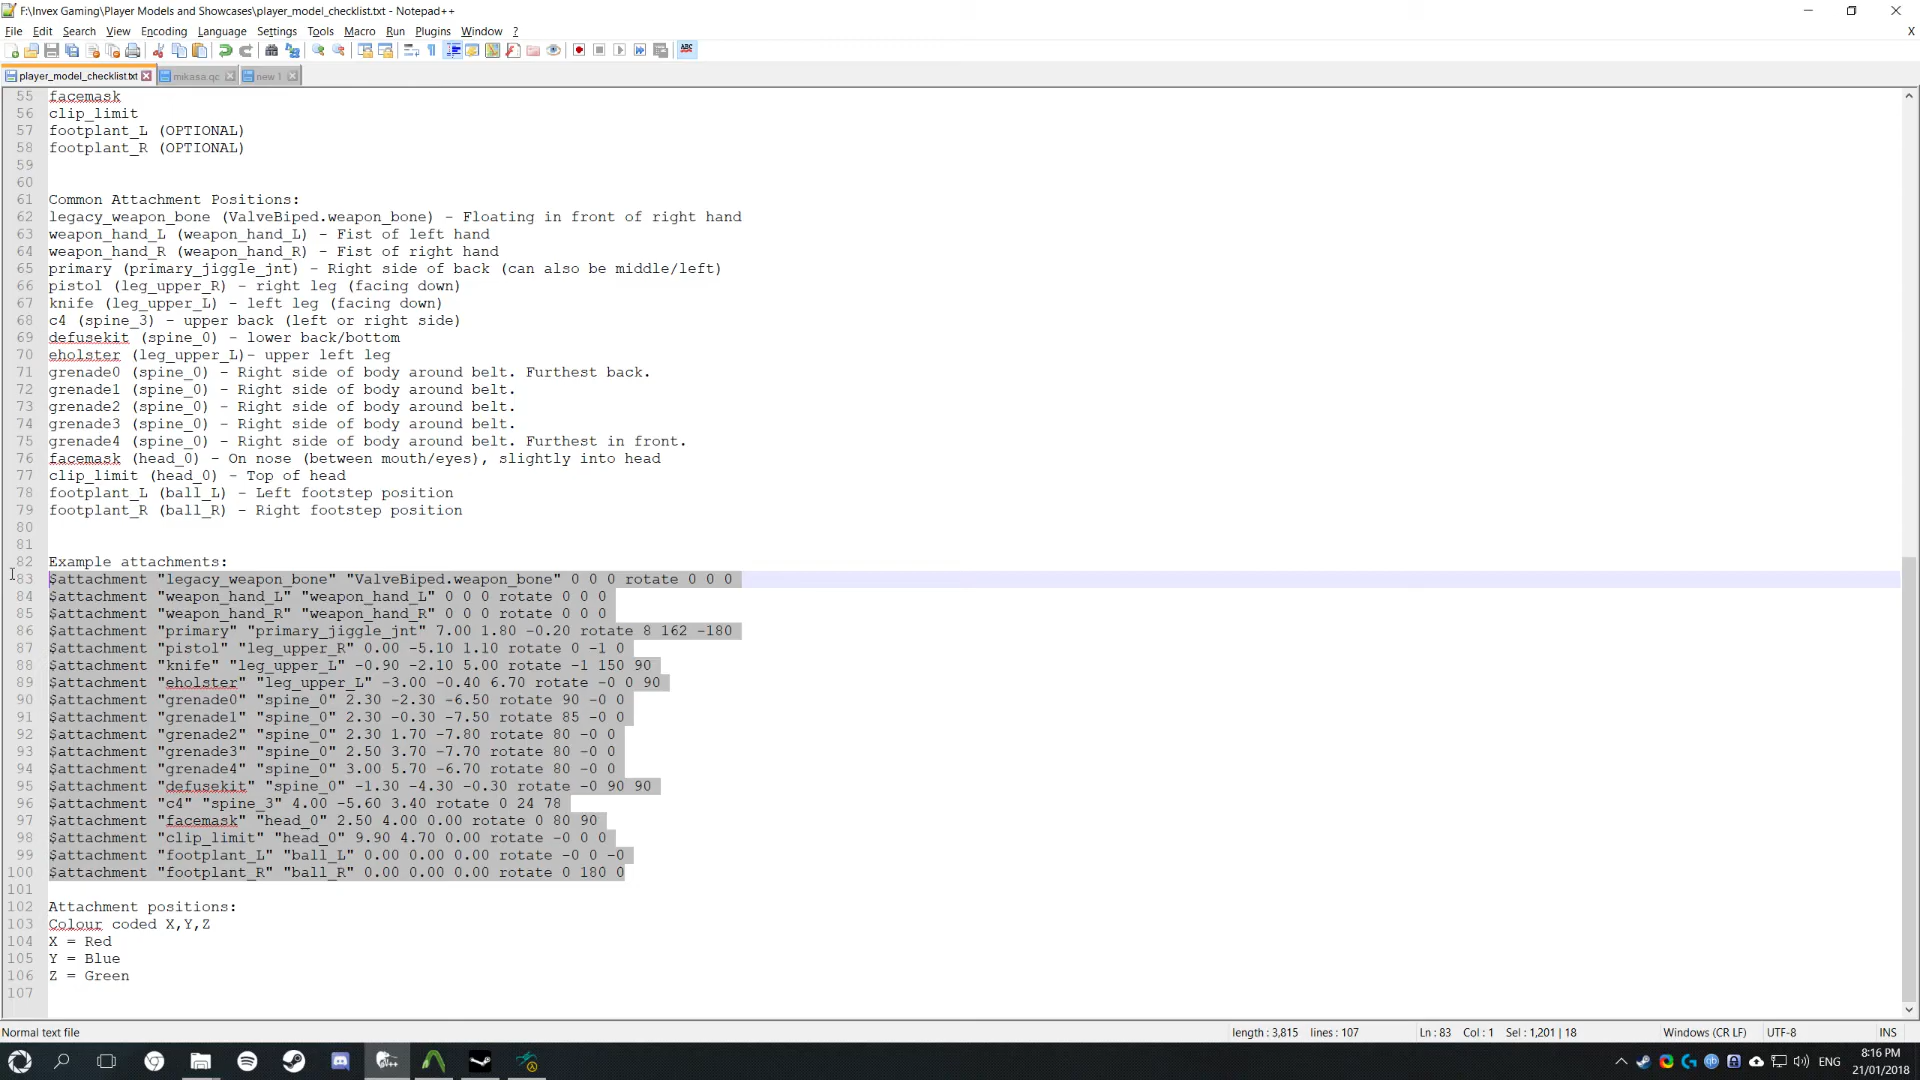 F:\Invex Gaming\Player Models and Showcases\player_model_checklist.txt - Notepad++
File Edit Search View Encoding Language Settings Tools Macro Run Plugins Window ? X
ABC
player_model_checklist.txt mikasa.qc new 1
55 facemask
56 clip_limit
57 footplant_L (OPTIONAL)
58 footplant_R (OPTIONAL)
59
60
61 Common Attachment Positions:
62 legacy_weapon_bone (ValveBiped.weapon_bone) - Floating in front of right hand
63 weapon_hand_L (weapon_hand_L) - Fist of left hand
64 weapon_hand_R (weapon_hand_R) - Fist of right hand
65 primary (primary_jiggle_jnt) - Right side of back (can also be middle/left)
66 pistol (leg_upper_R) - right leg (facing down)
67 knife (leg_upper_L) - left leg (facing down)
68 c4 (spine_3) - upper back (left or right side)
69 defusekit (spine_0) - lower back/bottom
70 eholster (leg_upper_L)- upper left leg
71 grenade0 (spine_0) - Right side of body around belt. Furthest back.
72 grenade1 (spine_0) - Right side of body around belt.
73 grenade2 (spine_0) - Right side of body around belt.
74 grenade3 (spine_0) - Right side of body around belt.
75 grenade4 (spine_0) - Right side of body around belt. Furthest in front.
76 facemask (head_0) - On nose (between mouth/eyes), slightly into head
77 clip_limit (head_0) - Top of head
78 footplant_L (ball_L) - Left footstep position
79 footplant_R (ball_R) - Right footstep position
80
81
82 Example attachments:
83 $attachment "legacy_weapon_bone" "ValveBiped.weapon_bone" 0 0 0 rotate 0 0 0
84 $attachment "weapon_hand_L" "weapon_hand_L" 0 0 0 rotate 0 0 0
85 $attachment "weapon_hand_R" "weapon_hand_R" 0 0 0 rotate 0 0 0
86 $attachment "primary" "primary_jiggle_jnt" 7.00 1.80 -0.20 rotate 8 162 -180
87 $attachment "pistol" "leg_upper_R" 0.00 -5.10 1.10 rotate 0 -1 0
88 $attachment "knife" "leg_upper_L" -0.90 -2.10 5.00 rotate -1 150 90
89 $attachment "eholster" "leg_upper_L" -3.00 -0.40 6.70 rotate -0 0 90
90 $attachment "grenade0" "spine_0" 2.30 -2.30 -6.50 rotate 90 -0 0
91 $attachment "grenade1" "spine_0" 2.30 -0.30 -7.50 rotate 85 -0 0
92 $attachment "grenade2" "spine_0" 2.30 1.70 -7.80 rotate 80 -0 0
93 $attachment "grenade3" "spine_0" 2.50 3.70 -7.70 rotate 80 -0 0
94 $attachment "grenade4" "spine_0" 3.00 5.70 -6.70 rotate 80 -0 0
95 $attachment "defusekit" "spine_0" -1.30 -4.30 -0.30 rotate -0 90 90
96 $attachment "c4" "spine_3" 4.00 -5.60 3.40 rotate 0 24 78
97 $attachment "facemask" "head_0" 2.50 4.00 0.00 rotate 0 80 90
98 $attachment "clip_limit" "head_0" 9.90 4.70 0.00 rotate -0 0 0
99 $attachment "footplant_L" "ball_L" 0.00 0.00 0.00 rotate -0 0 -0
100 $attachment "footplant_R" "ball_R" 0.00 0.00 0.00 rotate 0 180 0
101
102 Attachment positions:
103 Colour coded X,Y,Z
104 X = Red
105 Y = Blue
106 Z = Green
107
Normal text file length : 3,815 lines : 107 Ln : 83 Col : 1 Sel : 1,201 | 18 Windows (CR LF) UTF-8 INS
ENG 8:16 PM
21/01/2018